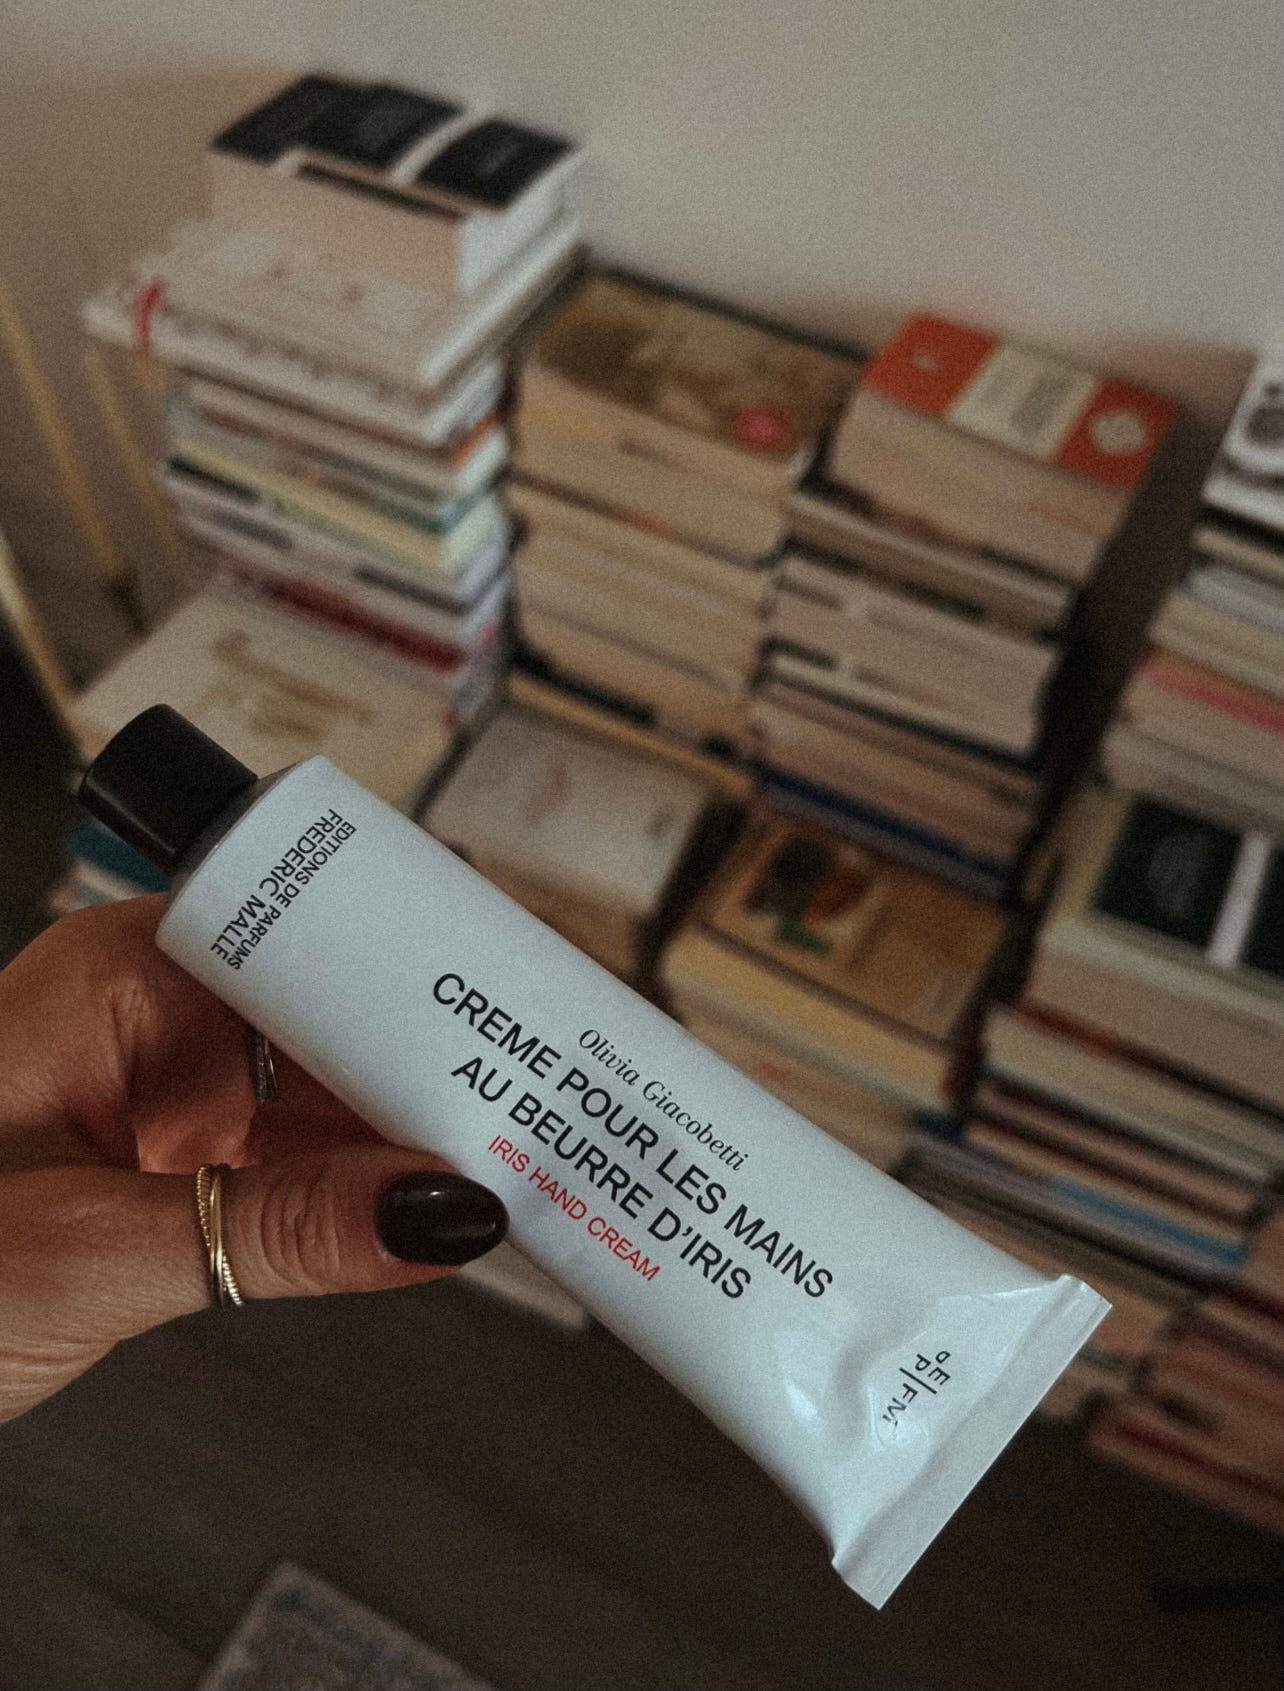 EDITIONS DE PARFUMS
FREDERIC MALLE
Olivia Giacobetti
CREME POUR LES MAINS
AU BEURRE D'IRIS
IRIS HAND CREAM
DE
P
FM